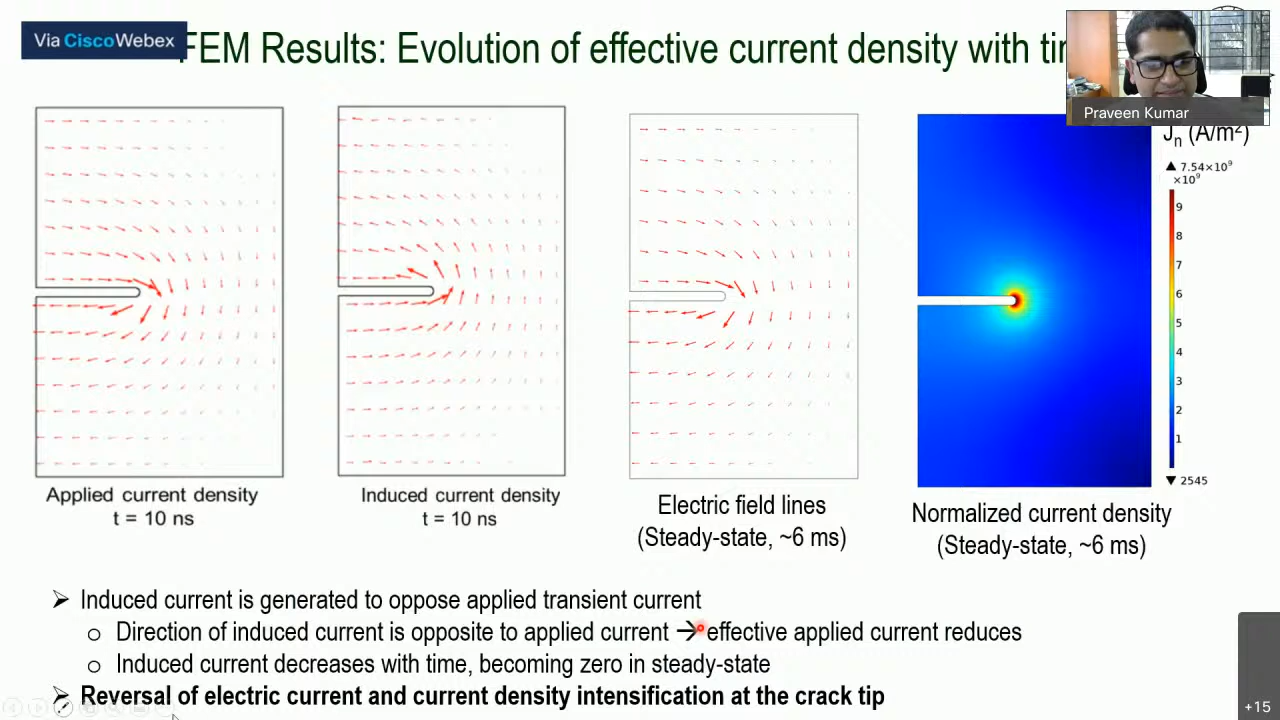 Via Cisco Webex
FEM Results: Evolution of effective current density with
Praveen Kumar
Jn (A/m²)
▲ 7.54×10⁹
×10⁹
9
8
7
6
5
4
3
2
1
▼ 2545
Applied current density
t = 10 ns
Induced current density
t = 10 ns
Electric field lines
(Steady-state, ~6 ms)
Normalized current density
(Steady-state, ~6 ms)
➢ Induced current is generated to oppose applied transient current
o Direction of induced current is opposite to applied current → effective applied current reduces
o Induced current decreases with time, becoming zero in steady-state
➢ Reversal of electric current and current density intensification at the crack tip
+15